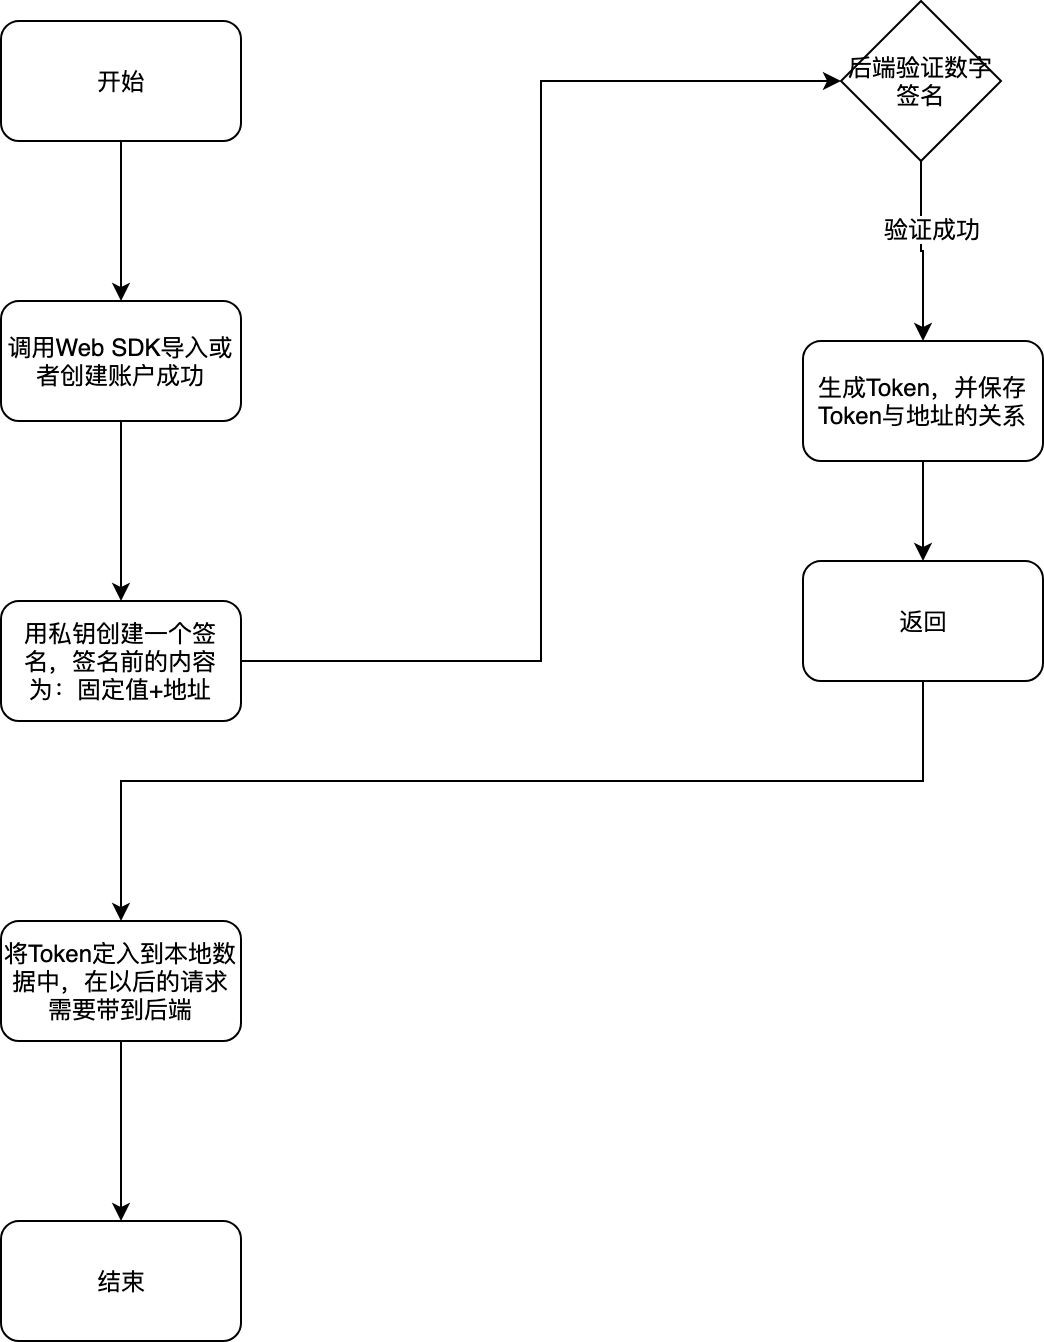 开始
调用Web SDK导入或
者创建账户成功
用私钥创建一个签
名，签名前的内容
为：固定值+地址
后端验证数字
签名
验证成功
生成Token，并保存
Token与地址的关系
返回
将Token定入到本地数
据中，在以后的请求
需要带到后端
结束